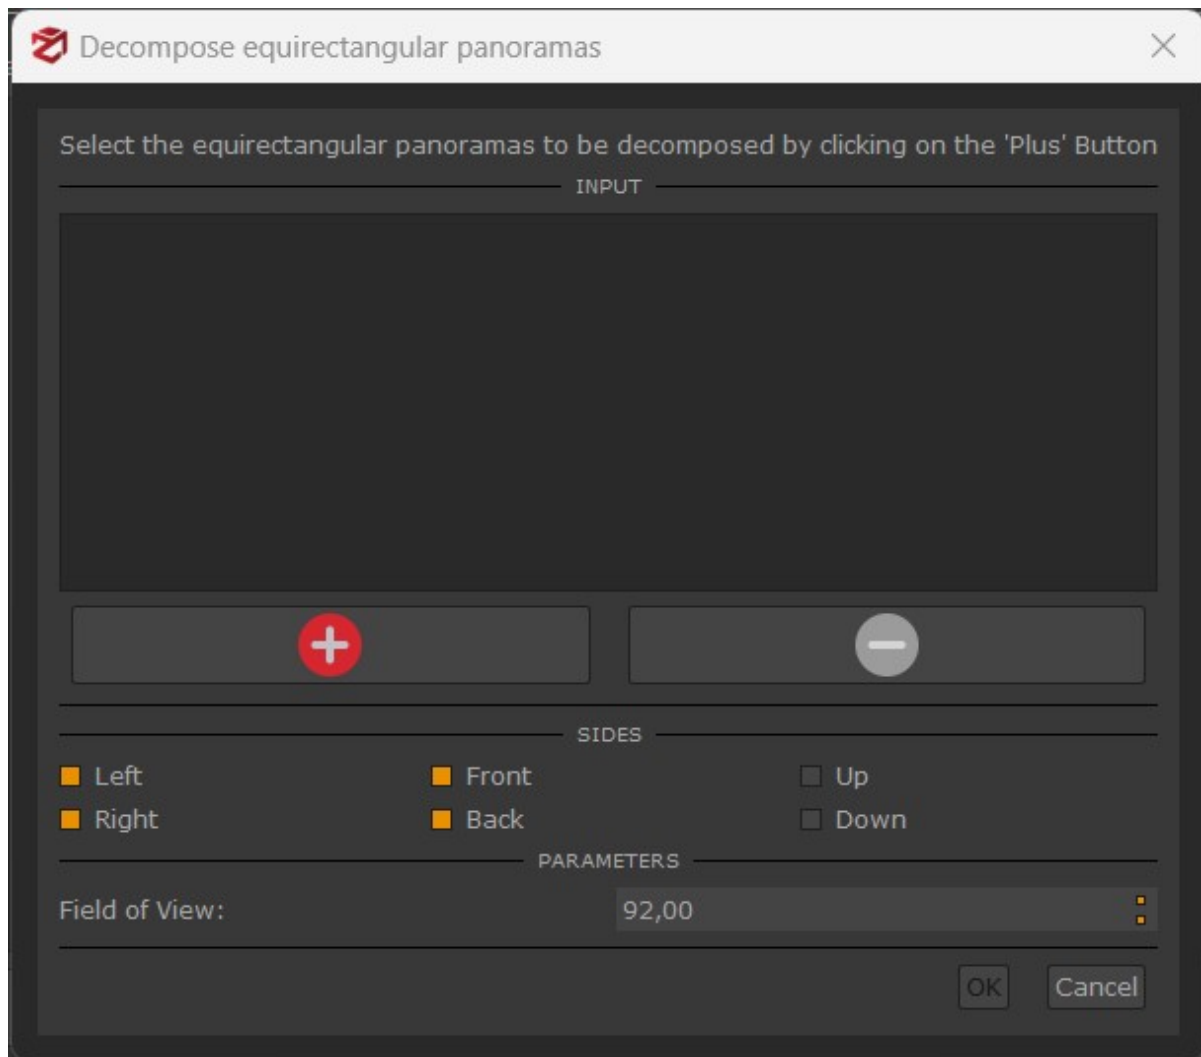 Decompose equirectangular panoramas
Select the equirectangular panoramas to be decomposed by clicking on the 'Plus' Button
INPUT
SIDES
Left Front Up
Right Back Down
PARAMETERS
Field of View: 92,00
OK Cancel